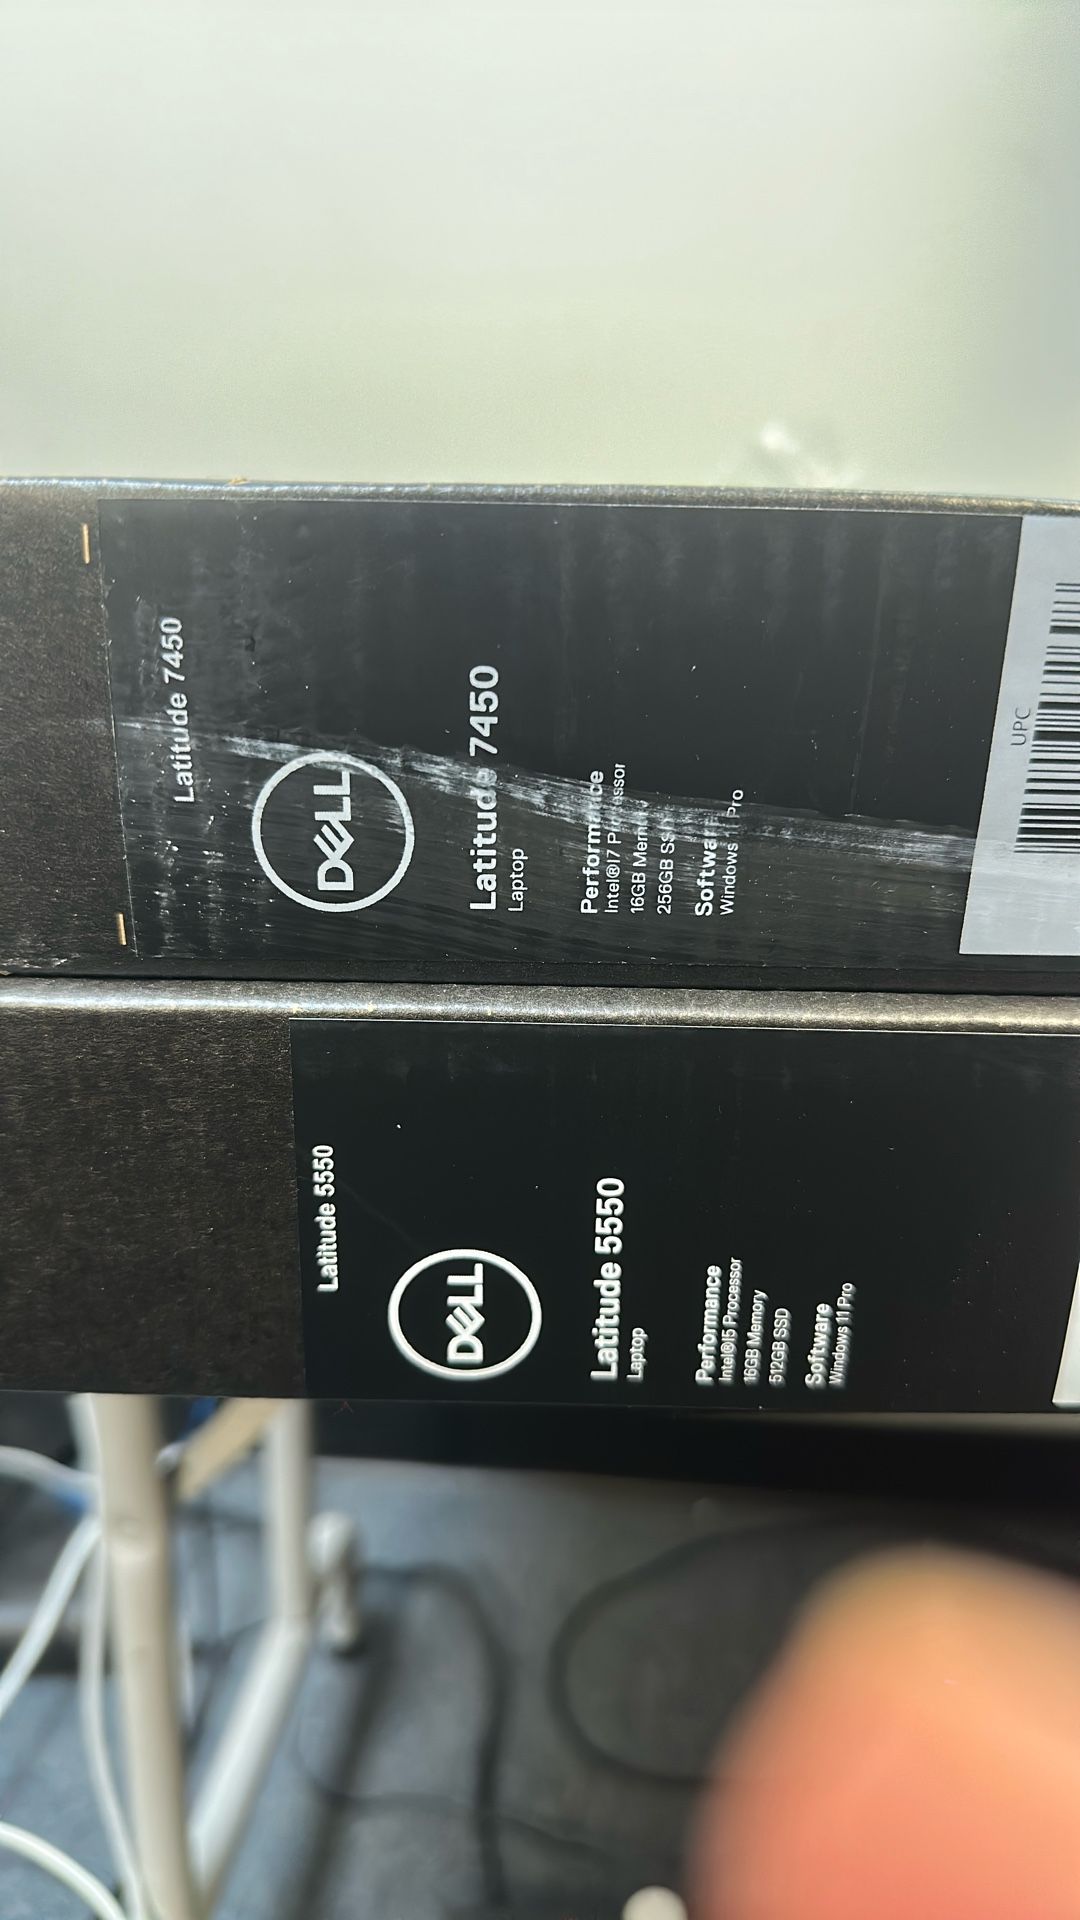 Latitude 7450
DELL
Latitude 7450
Laptop
Performance
Intel®I7 Processor
16GB Memory
256GB SSD
Software
Windows 11 Pro
UPC
Latitude 5550
DELL
Latitude 5550
Laptop
Performance
Intel®I5 Processor
16GB Memory
512GB SSD
Software
Windows 11 Pro